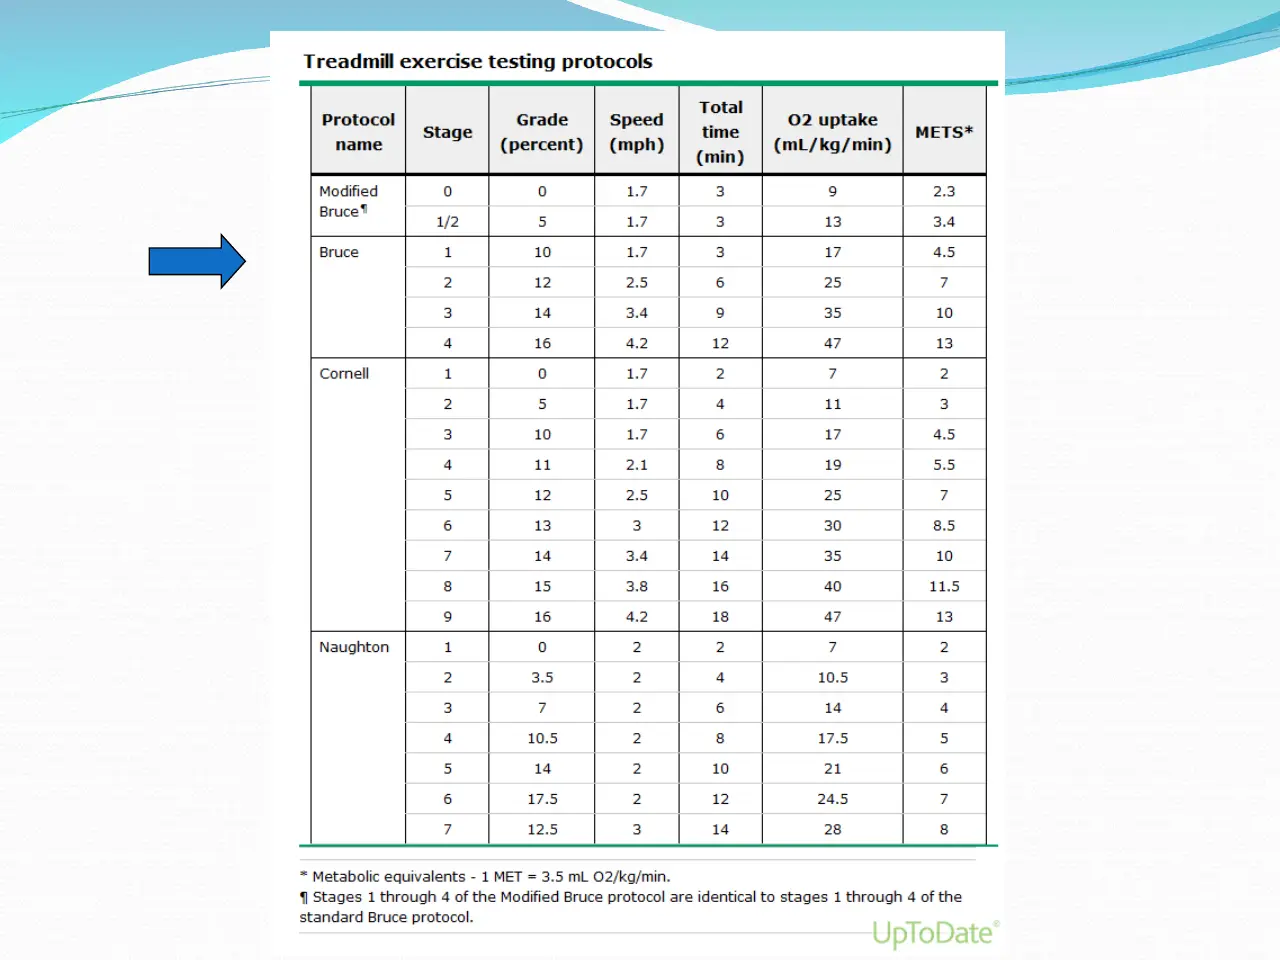 Treadmill exercise testing protocols
Protocol name Stage Grade (percent) Speed (mph) Total time (min) O2 uptake (mL/kg/min) METS*
Modified Bruce¶ 0 0 1.7 3 9 2.3
1/2 5 1.7 3 13 3.4
Bruce 1 10 1.7 3 17 4.5
2 12 2.5 6 25 7
3 14 3.4 9 35 10
4 16 4.2 12 47 13
Cornell 1 0 1.7 2 7 2
2 5 1.7 4 11 3
3 10 1.7 6 17 4.5
4 11 2.1 8 19 5.5
5 12 2.5 10 25 7
6 13 3 12 30 8.5
7 14 3.4 14 35 10
8 15 3.8 16 40 11.5
9 16 4.2 18 47 13
Naughton 1 0 2 2 7 2
2 3.5 2 4 10.5 3
3 7 2 6 14 4
4 10.5 2 8 17.5 5
5 14 2 10 21 6
6 17.5 2 12 24.5 7
7 12.5 3 14 28 8
* Metabolic equivalents - 1 MET = 3.5 mL O2/kg/min.
¶ Stages 1 through 4 of the Modified Bruce protocol are identical to stages 1 through 4 of the
standard Bruce protocol.
UpToDate®